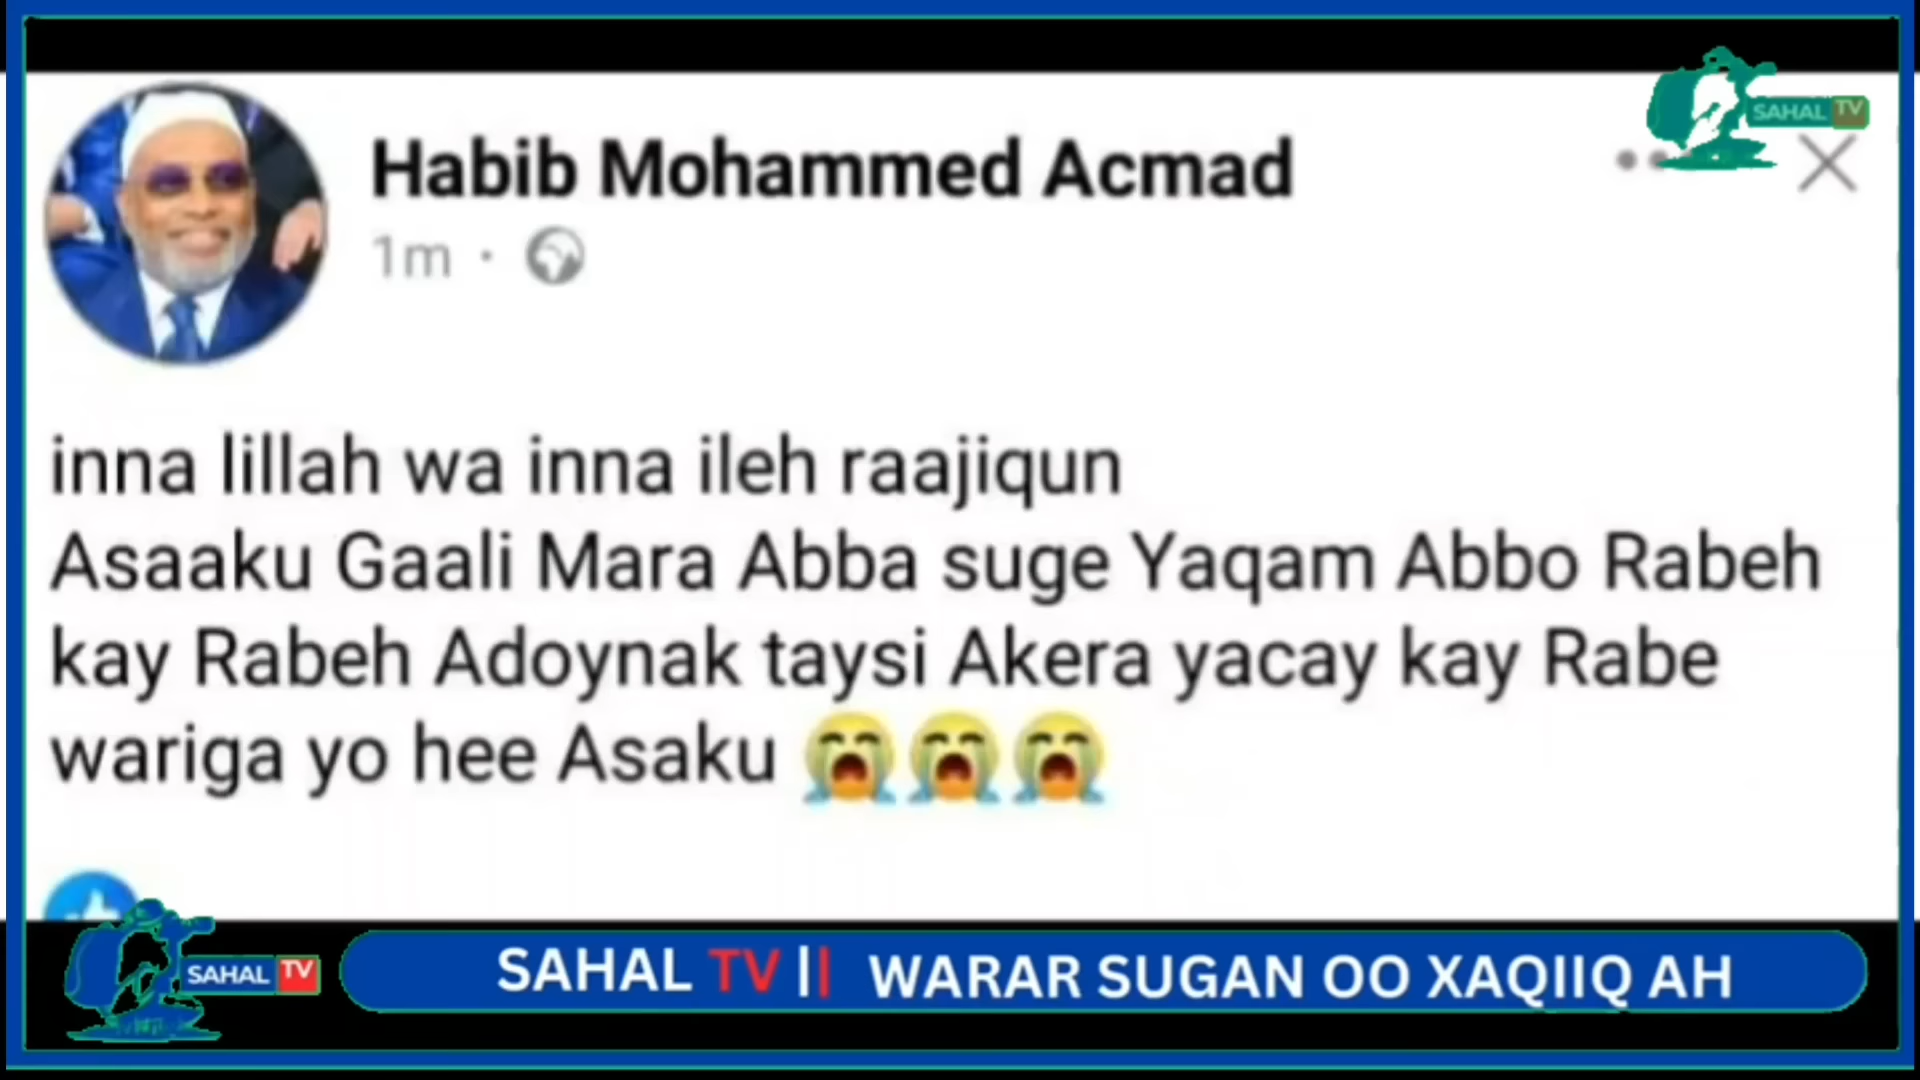 SAHAL TV
Habib Mohammed Acmad
1m ·
inna lillah wa inna ileh raajiqun
Asaaku Gaali Mara Abba suge Yaqam Abbo Rabeh
kay Rabeh Adoynak taysi Akera yacay kay Rabe
wariga yo hee Asaku 😭😭😭
SAHAL TV
SAHAL TV || WARAR SUGAN OO XAQIIQ AH